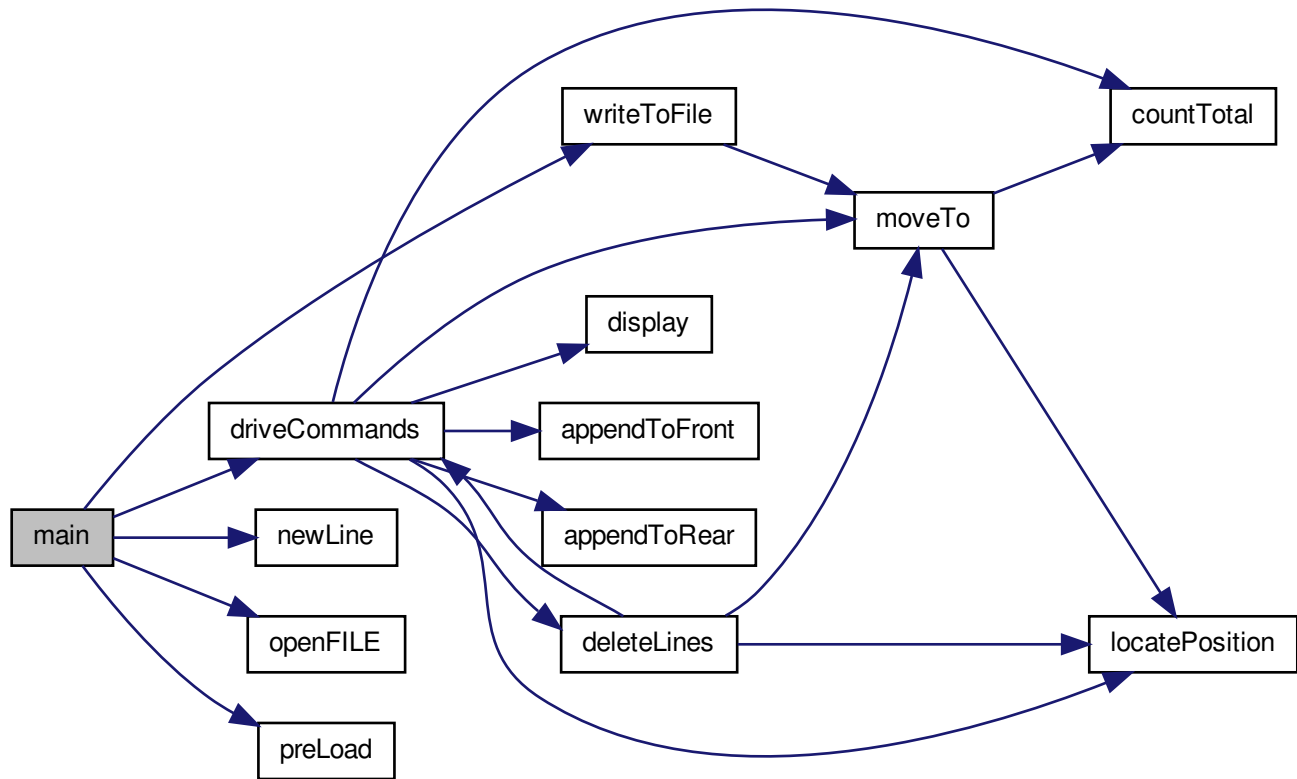 countTotal
writeToFile
moveTo
display
driveCommands
appendToFront
main
newLine
appendToRear
openFILE
deleteLines
locatePosition
preLoad